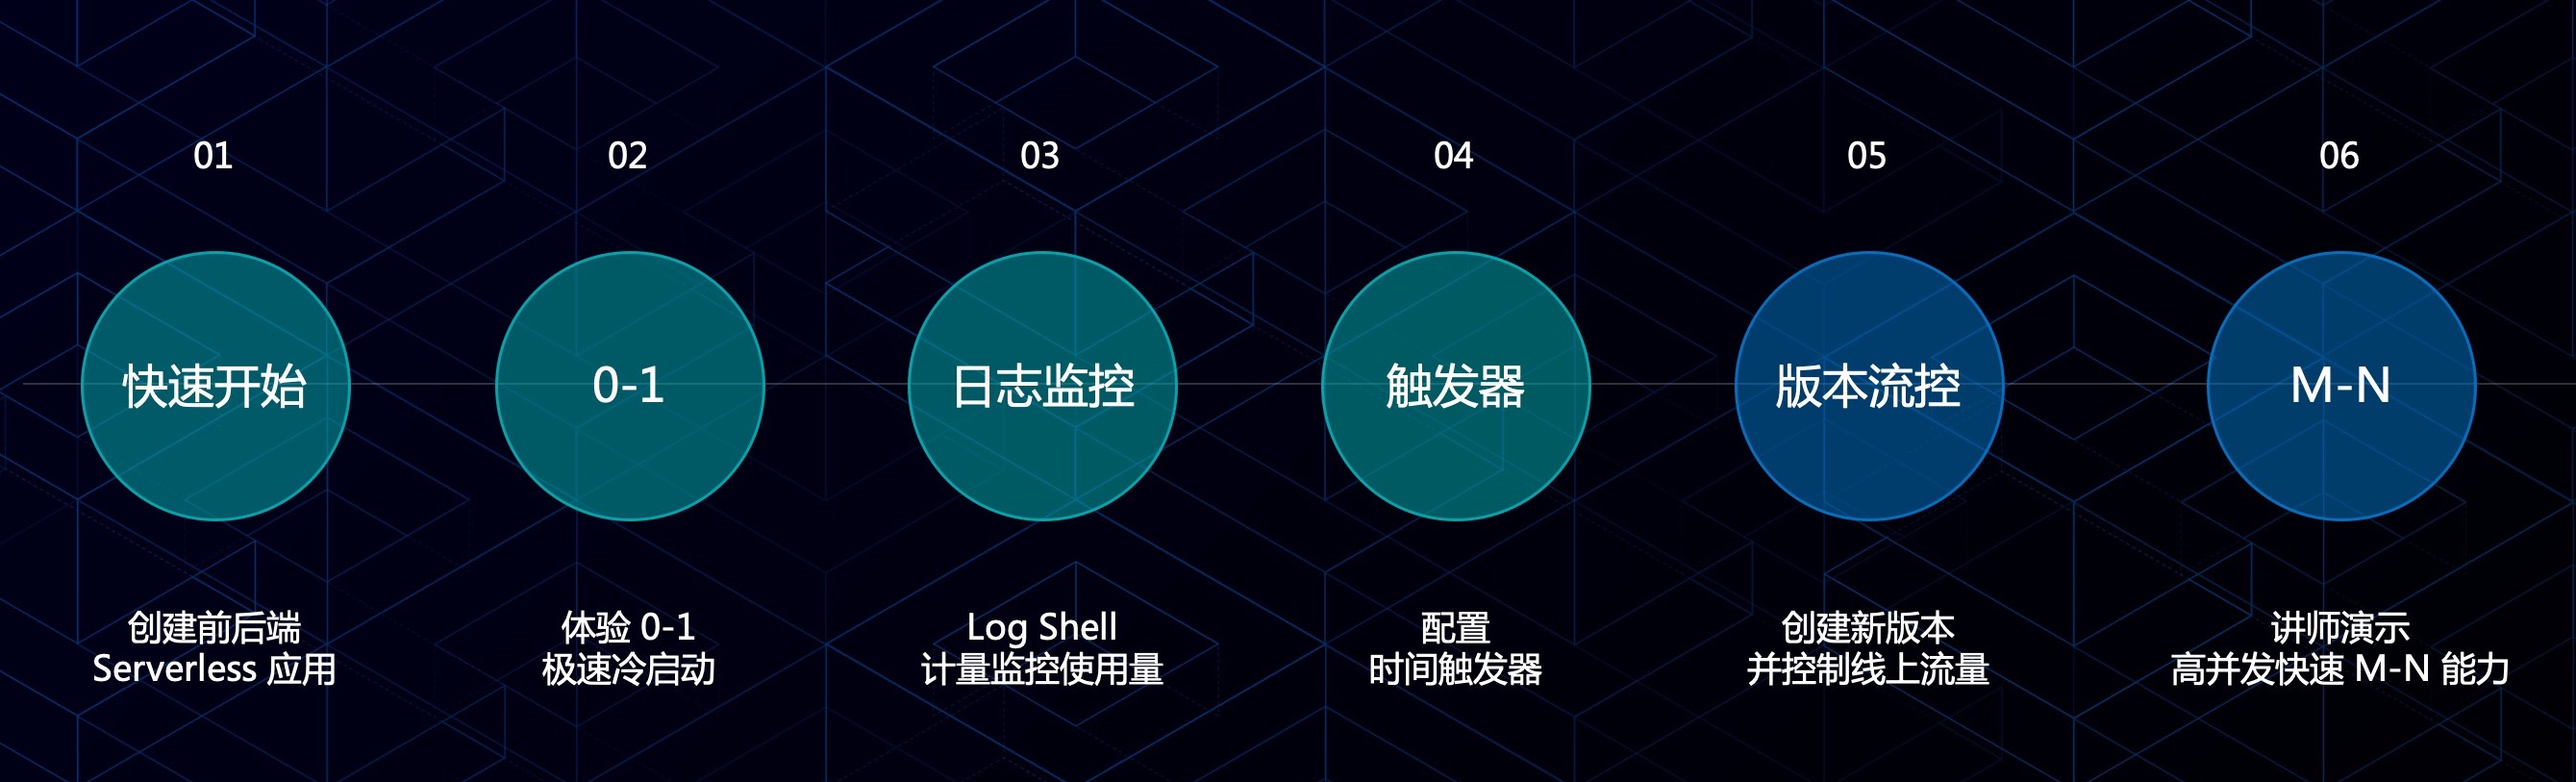 01
快速开始
创建前后端
Serverless 应用
02
0-1
体验 0-1
极速冷启动
03
日志监控
Log Shell
计量监控使用量
04
触发器
配置
时间触发器
05
版本流控
创建新版本
并控制线上流量
06
M-N
讲师演示
高并发快速 M-N 能力